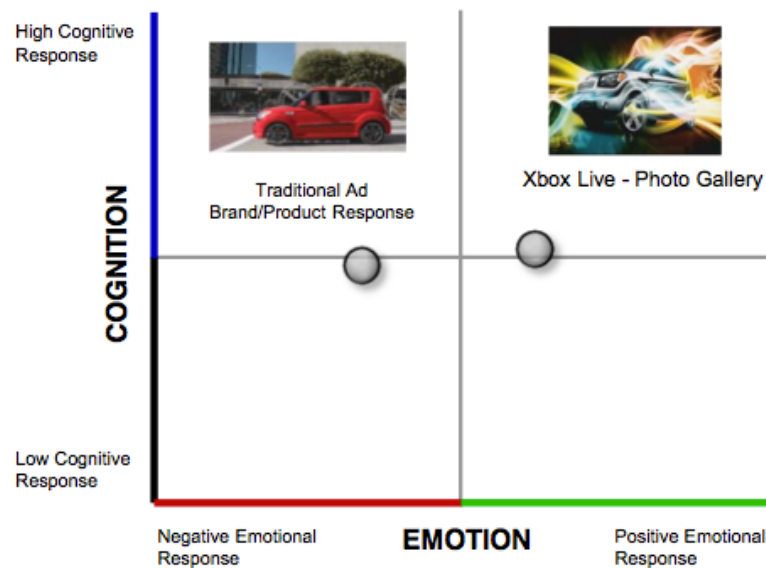 High Cognitive
Response
Traditional Ad
Brand/Product Response
Xbox Live - Photo Gallery
COGNITION
Low Cognitive
Response
Negative Emotional
Response
EMOTION
Positive Emotional
Response